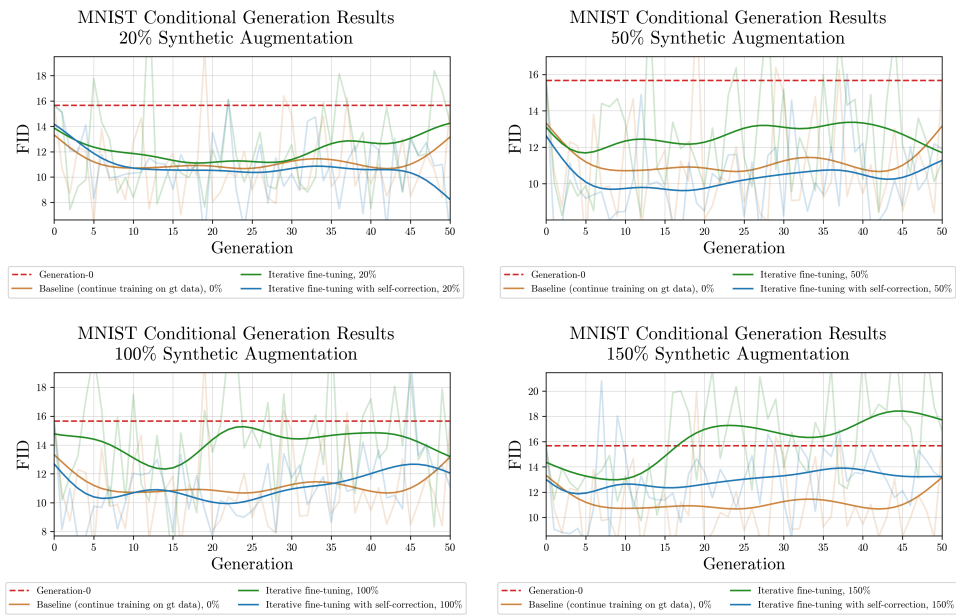 MNIST Conditional Generation Results
20% Synthetic Augmentation
18
16
14
12
10
8
FID
0 5 10 15 20 25 30 35 40 45 50
Generation
Generation-0
Baseline (continue training on gt data), 0%
Iterative fine-tuning, 20%
Iterative fine-tuning with self-correction, 20%
MNIST Conditional Generation Results
50% Synthetic Augmentation
16
14
12
10
FID
0 5 10 15 20 25 30 35 40 45 50
Generation
Generation-0
Baseline (continue training on gt data), 0%
Iterative fine-tuning, 50%
Iterative fine-tuning with self-correction, 50%
MNIST Conditional Generation Results
100% Synthetic Augmentation
18
16
14
12
10
8
FID
0 5 10 15 20 25 30 35 40 45 50
Generation
Generation-0
Baseline (continue training on gt data), 0%
Iterative fine-tuning, 100%
Iterative fine-tuning with self-correction, 100%
MNIST Conditional Generation Results
150% Synthetic Augmentation
20
18
16
14
12
10
FID
0 5 10 15 20 25 30 35 40 45 50
Generation
Generation-0
Baseline (continue training on gt data), 0%
Iterative fine-tuning, 150%
Iterative fine-tuning with self-correction, 150%